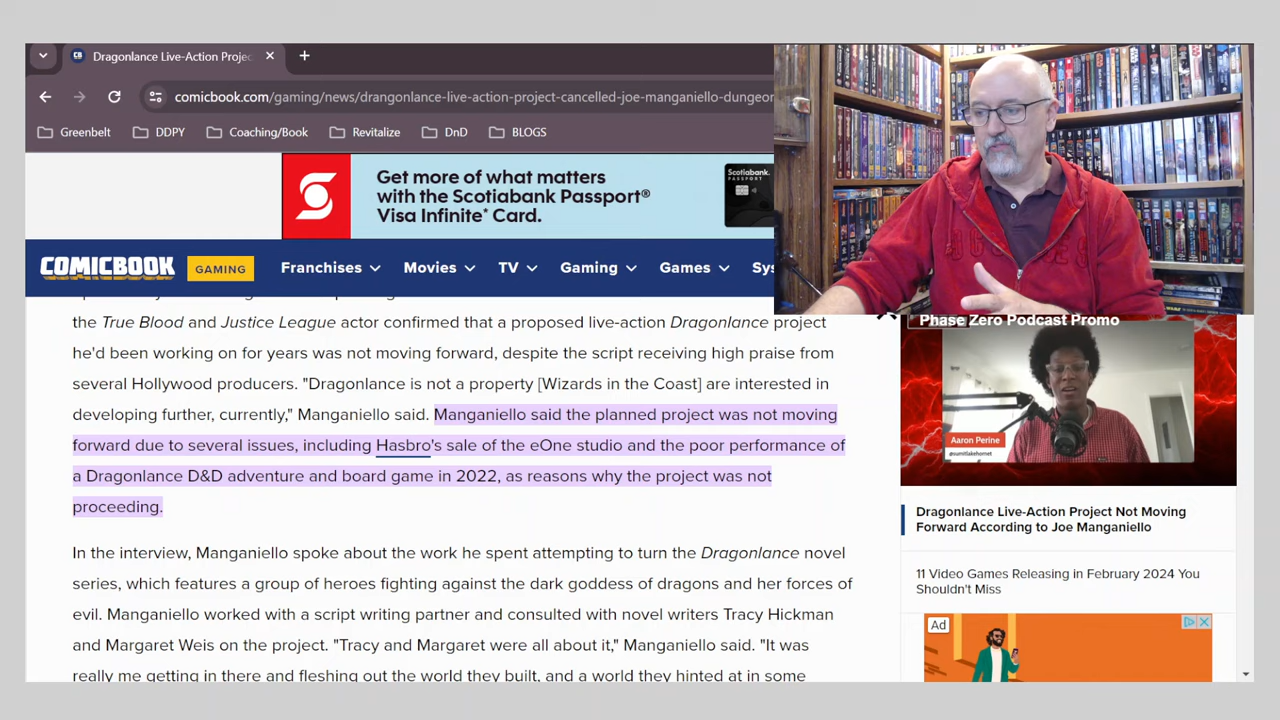 Dragonlance Live-Action Projec
comicbook.com/gaming/news/drangonlance-live-action-project-cancelled-joe-manganiello-dungeor
Greenbelt DDPY Coaching/Book Revitalize DnD BLOGS
Get more of what matters
with the Scotiabank Passport®
Visa Infinite* Card.
Scotiabank
PASSPORT
COMICBOOK GAMING Franchises Movies TV Gaming Games Sys
the True Blood and Justice League actor confirmed that a proposed live-action Dragonlance project
he'd been working on for years was not moving forward, despite the script receiving high praise from
several Hollywood producers. "Dragonlance is not a property [Wizards in the Coast] are interested in
developing further, currently," Manganiello said. Manganiello said the planned project was not moving
forward due to several issues, including Hasbro's sale of the eOne studio and the poor performance of
a Dragonlance D&D adventure and board game in 2022, as reasons why the project was not
proceeding.
In the interview, Manganiello spoke about the work he spent attempting to turn the Dragonlance novel
series, which features a group of heroes fighting against the dark goddess of dragons and her forces of
evil. Manganiello worked with a script writing partner and consulted with novel writers Tracy Hickman
and Margaret Weis on the project. "Tracy and Margaret were all about it," Manganiello said. "It was
really me getting in there and fleshing out the world they built, and a world they hinted at in some
Phase Zero Podcast Promo
Aaron Perine
@sumitlakehornet
Dragonlance Live-Action Project Not Moving
Forward According to Joe Manganiello
11 Video Games Releasing in February 2024 You
Shouldn't Miss
Ad